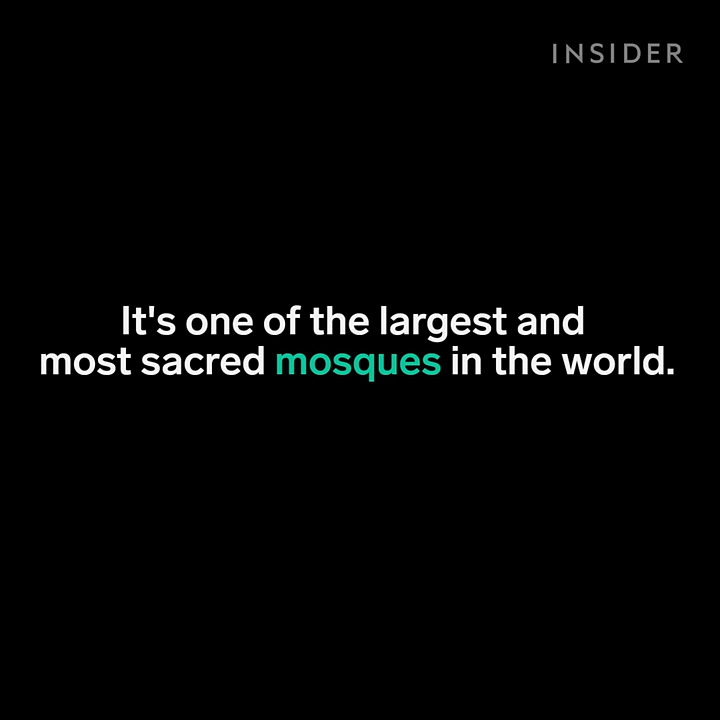 INSIDER
It's one of the largest and
most sacred mosques in the world.